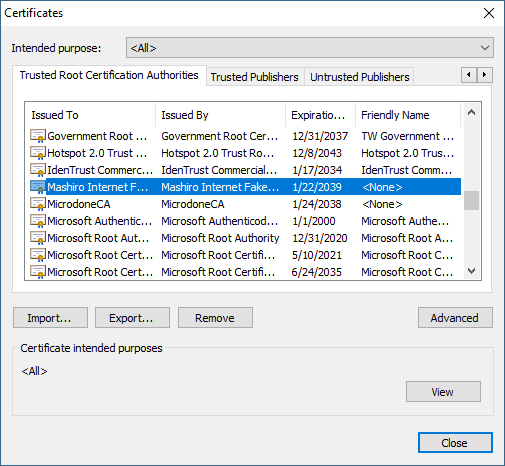 Certificates
Intended purpose: <All>
Trusted Root Certification Authorities Trusted Publishers Untrusted Publishers
Issued To Issued By Expiratio... Friendly Name
Government Root ... Government Root Cer... 12/31/2037 TW Government ...
Hotspot 2.0 Trust ... Hotspot 2.0 Trust Ro... 12/8/2043 Hotspot 2.0 Trus...
IdenTrust Commerc... IdenTrust Commercial... 1/17/2034 IdenTrust Comm...
Mashiro Internet F... Mashiro Internet Fake... 1/22/2039 <None>
MicrodoneCA MicrodoneCA 1/24/2038 <None>
Microsoft Authentic... Microsoft Authenticod... 1/1/2000 Microsoft Authe...
Microsoft Root Aut... Microsoft Root Authority 12/31/2020 Microsoft Root A...
Microsoft Root Cert... Microsoft Root Certifi... 5/10/2021 Microsoft Root C...
Microsoft Root Cert... Microsoft Root Certifi... 6/24/2035 Microsoft Root C...
Import... Export... Remove Advanced
Certificate intended purposes
<All>
View
Close